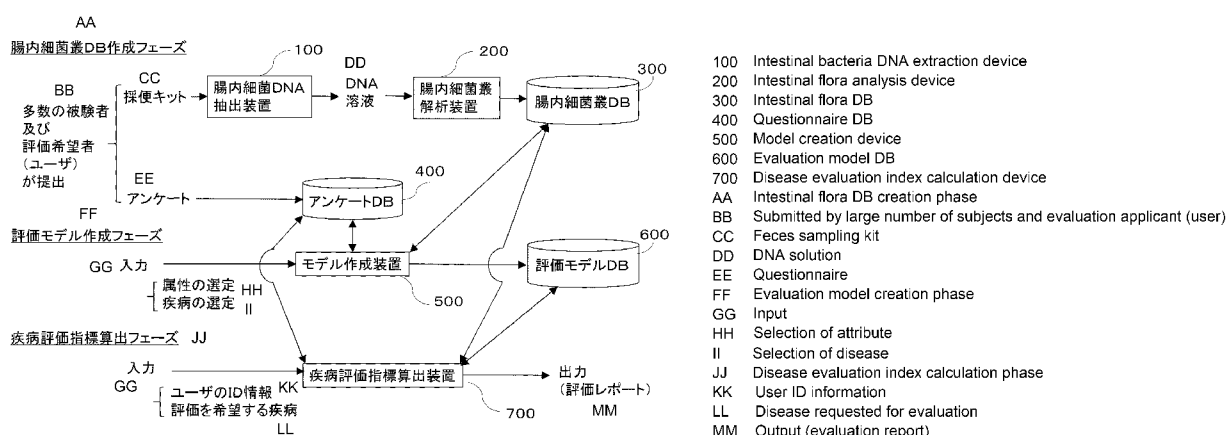 AA
腸内細菌叢DB作成フェーズ
100
200
300
CC
採便キット
腸内細菌DNA
抽出装置
DD
DNA
溶液
腸内細菌叢
解析装置
腸内細菌叢DB
BB
多数の被験者
及び
評価希望者
(ユーザ)
が提出
EE
アンケート
400
アンケートDB
FF
評価モデル作成フェーズ
600
GG 入力
モデル作成装置
評価モデルDB
属性の選定 HH
疾病の選定 II
500
疾病評価指標算出フェーズ JJ
入力
GG
疾病評価指標算出装置
出力
(評価レポート)
MM
ユーザのID情報 KK
評価を希望する疾病
LL
700
100 Intestinal bacteria DNA extraction device
200 Intestinal flora analysis device
300 Intestinal flora DB
400 Questionnaire DB
500 Model creation device
600 Evaluation model DB
700 Disease evaluation index calculation device
AA Intestinal flora DB creation phase
BB Submitted by large number of subjects and evaluation applicant (user)
CC Feces sampling kit
DD DNA solution
EE Questionnaire
FF Evaluation model creation phase
GG Input
HH Selection of attribute
II Selection of disease
JJ Disease evaluation index calculation phase
KK User ID information
LL Disease requested for evaluation
MM Output (evaluation report)